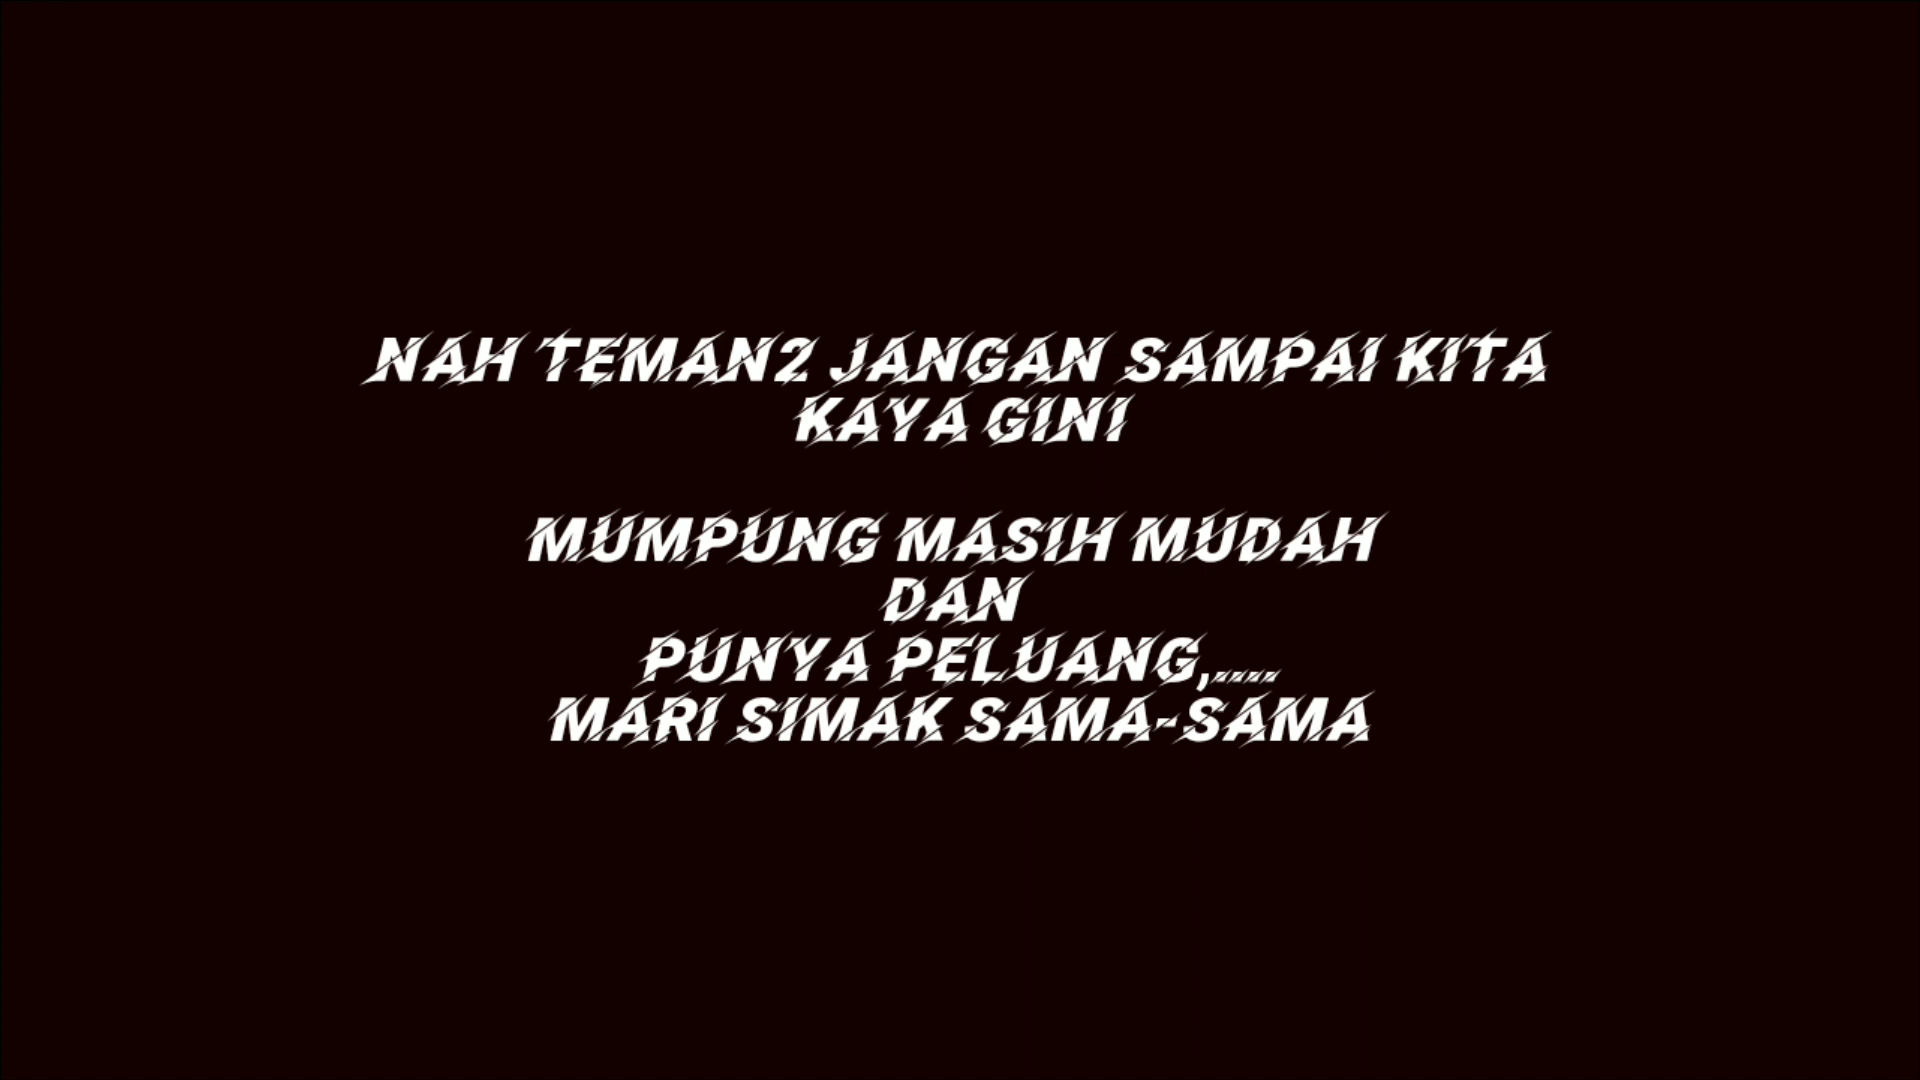 NAH TEMAN2 JANGAN SAMPAI KITA
KAYA GINI
MUMPUNG MASIH MUDAH
DAN
PUNYA PELUANG,.....
MARI SIMAK SAMA-SAMA